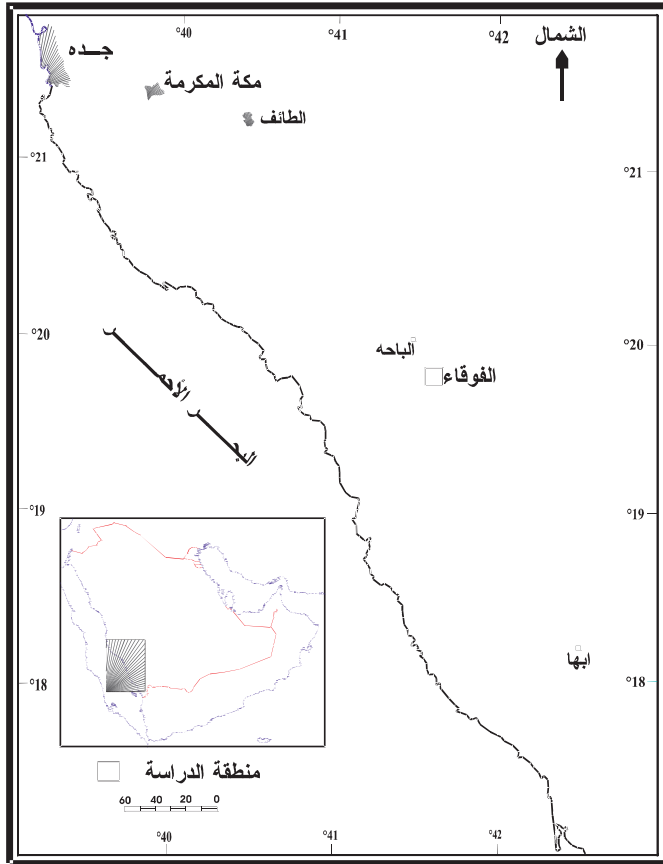 °40 °41 °42
الشمال
جـــده
مكة المكرمة
الطائف
°21 °21
°20 °20
الباحه
الفوقاء
°19 °19
ابها
°18 °18
منطقة الدراسة
60 40 20 0
°40 °41 °42